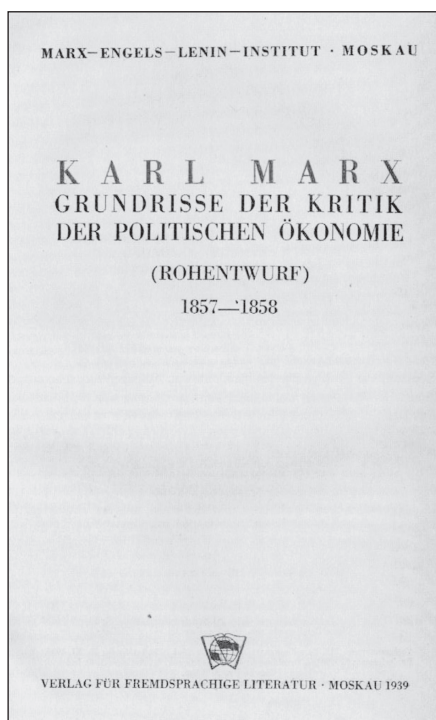 MARX—ENGELS—LENIN—INSTITUT · MOSKAU
KARL MARX
GRUNDRISSE DER KRITIK
DER POLITISCHEN ÖKONOMIE
(ROHENTWURF)
1857—1858
VERLAG FÜR FREMDSPRACHIGE LITERATUR · MOSKAU 1939